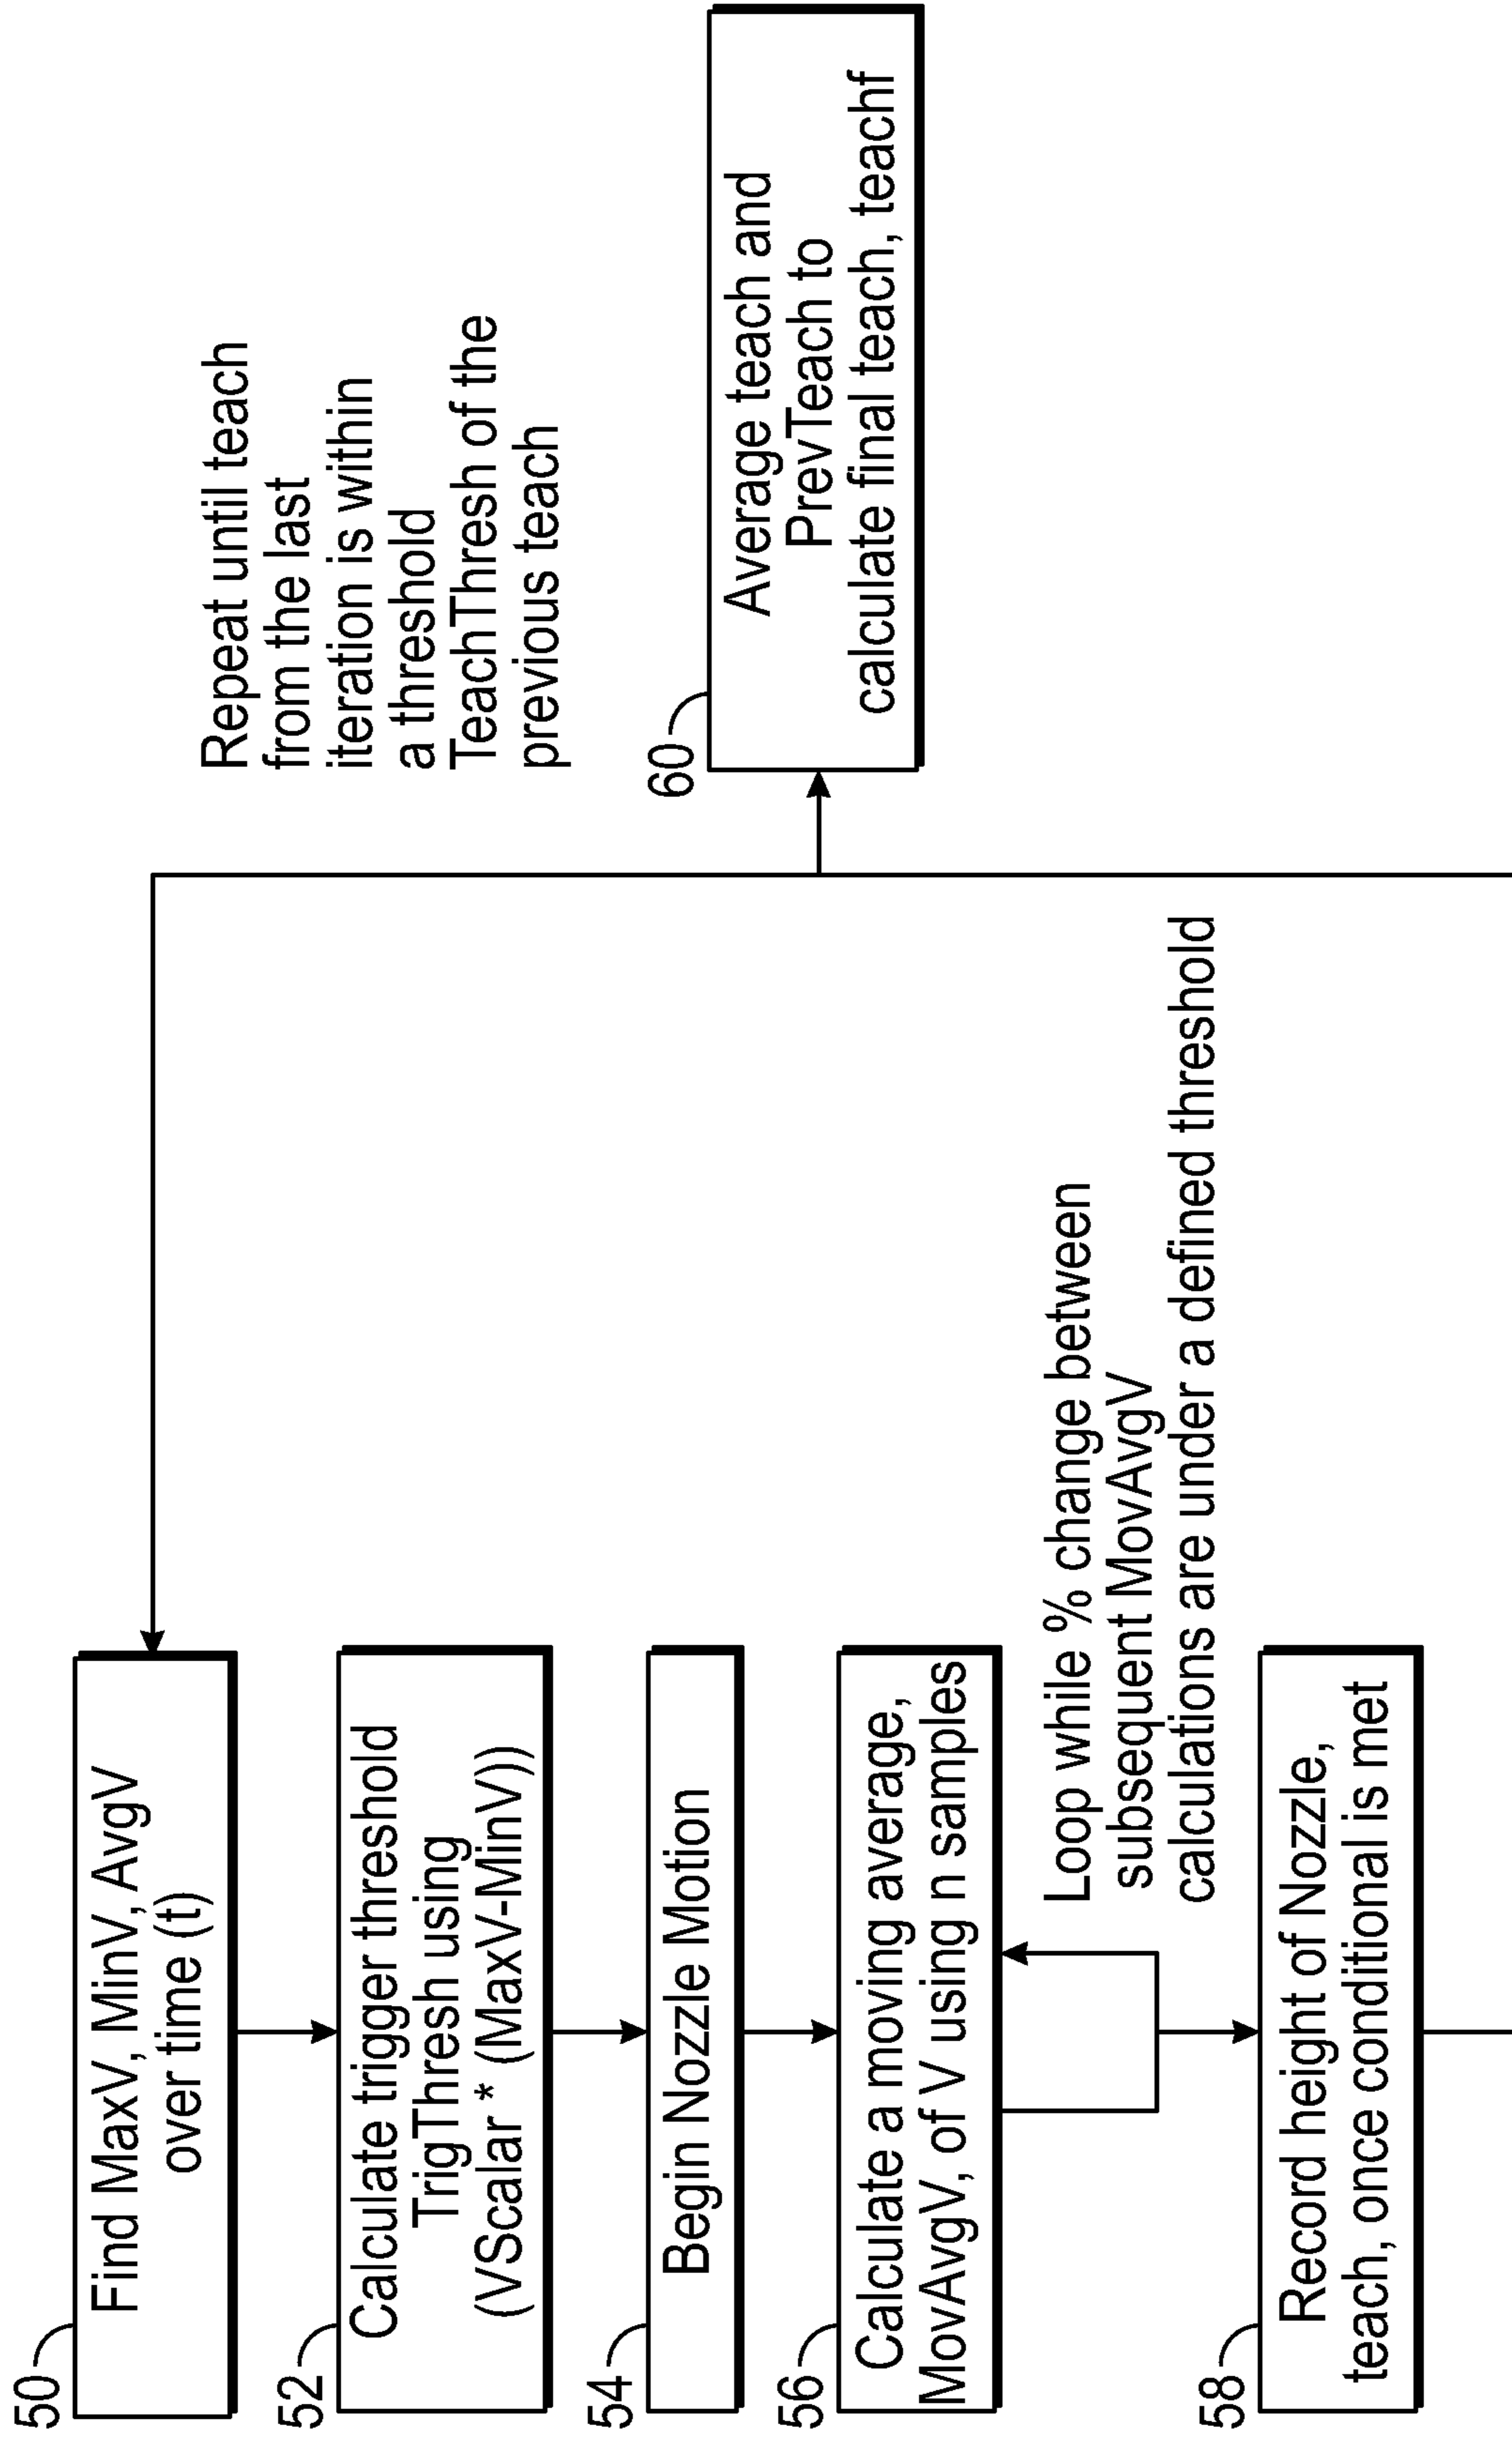 50
Find MaxV, MinV, AvgV
over time (t)
52
Calculate trigger threshold
TrigThresh using
(VScalar * (MaxV-MinV))
54
Begin Nozzle Motion
56
Calculate a moving average,
MovAvgV, of V using n samples
Loop while % change between
subsequent MovAvgV
calculations are under a defined threshold
58
Record height of Nozzle,
teach, once conditional is met
Repeat until teach
from the last
iteration is within
a threshold
TeachThresh of the
previous teach
60
Average teach and
PrevTeach to
calculate final teach, teachf